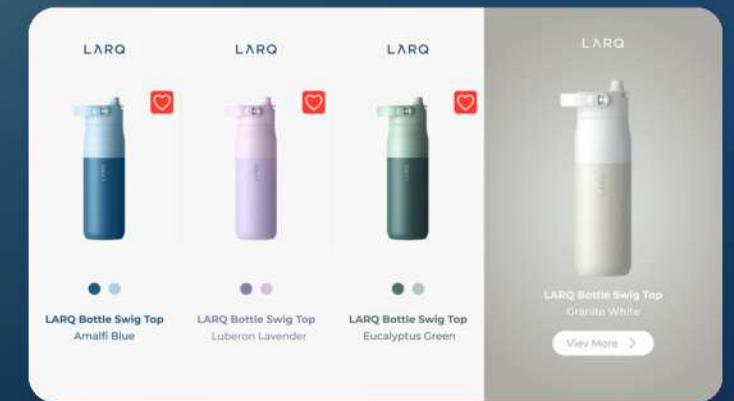 LARQ
LARQ Bottle Swig Top
Amalfi Blue
LARQ
LARQ Bottle Swig Top
Luberon Lavender
LARQ
LARQ Bottle Swig Top
Eucalyptus Green
LARQ
LARQ Bottle Swig Top
Granite White
View More